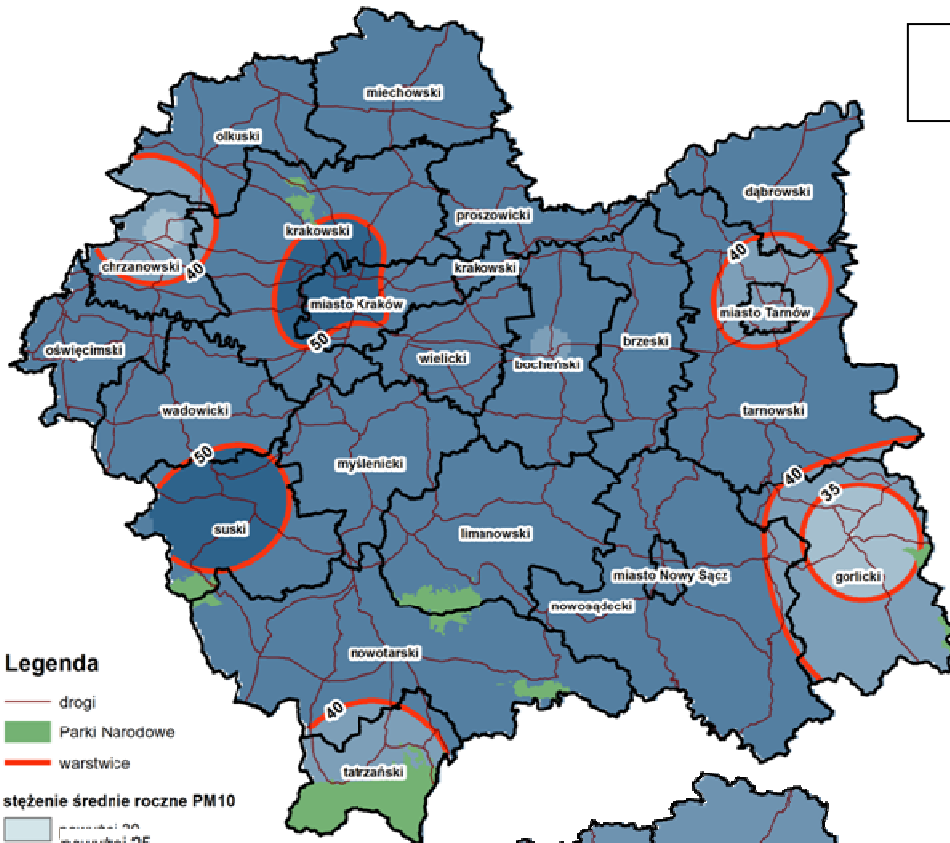 miechowski
olkuski
dąbrowski
proszowicki
krakowski
40
chrzanowski
40
krakowski
miasto Kraków
miasto Tarnów
50
brzeski
oświęcimski
wielicki
bocheński
wadowicki
tarnowski
50
myślenicki
40
35
suski
limanowski
miasto Nowy Sącz
gorlicki
nowosądecki
nowotarski
Legenda
drogi
40
Parki Narodowe
warstwice
tatrzański
stężenie średnie roczne PM10